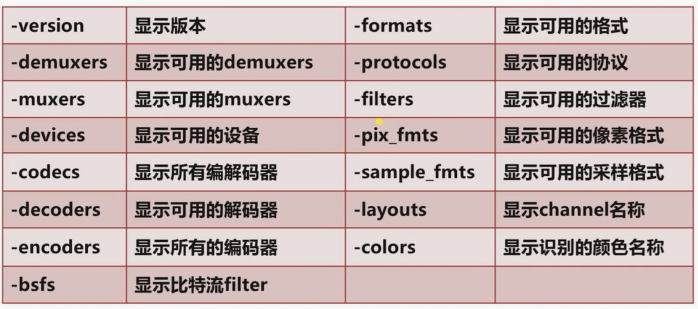 -version 显示版本 -formats 显示可用的格式
-demuxers 显示可用的demuxers -protocols 显示可用的协议
-muxers 显示可用的muxers -filters 显示可用的过滤器
-devices 显示可用的设备 -pix_fmts 显示可用的像素格式
-codecs 显示所有编解码器 -sample_fmts 显示可用的采样格式
-decoders 显示可用的解码器 -layouts 显示channel名称
-encoders 显示所有的编码器 -colors 显示识别的颜色名称
-bsfs 显示比特流filter